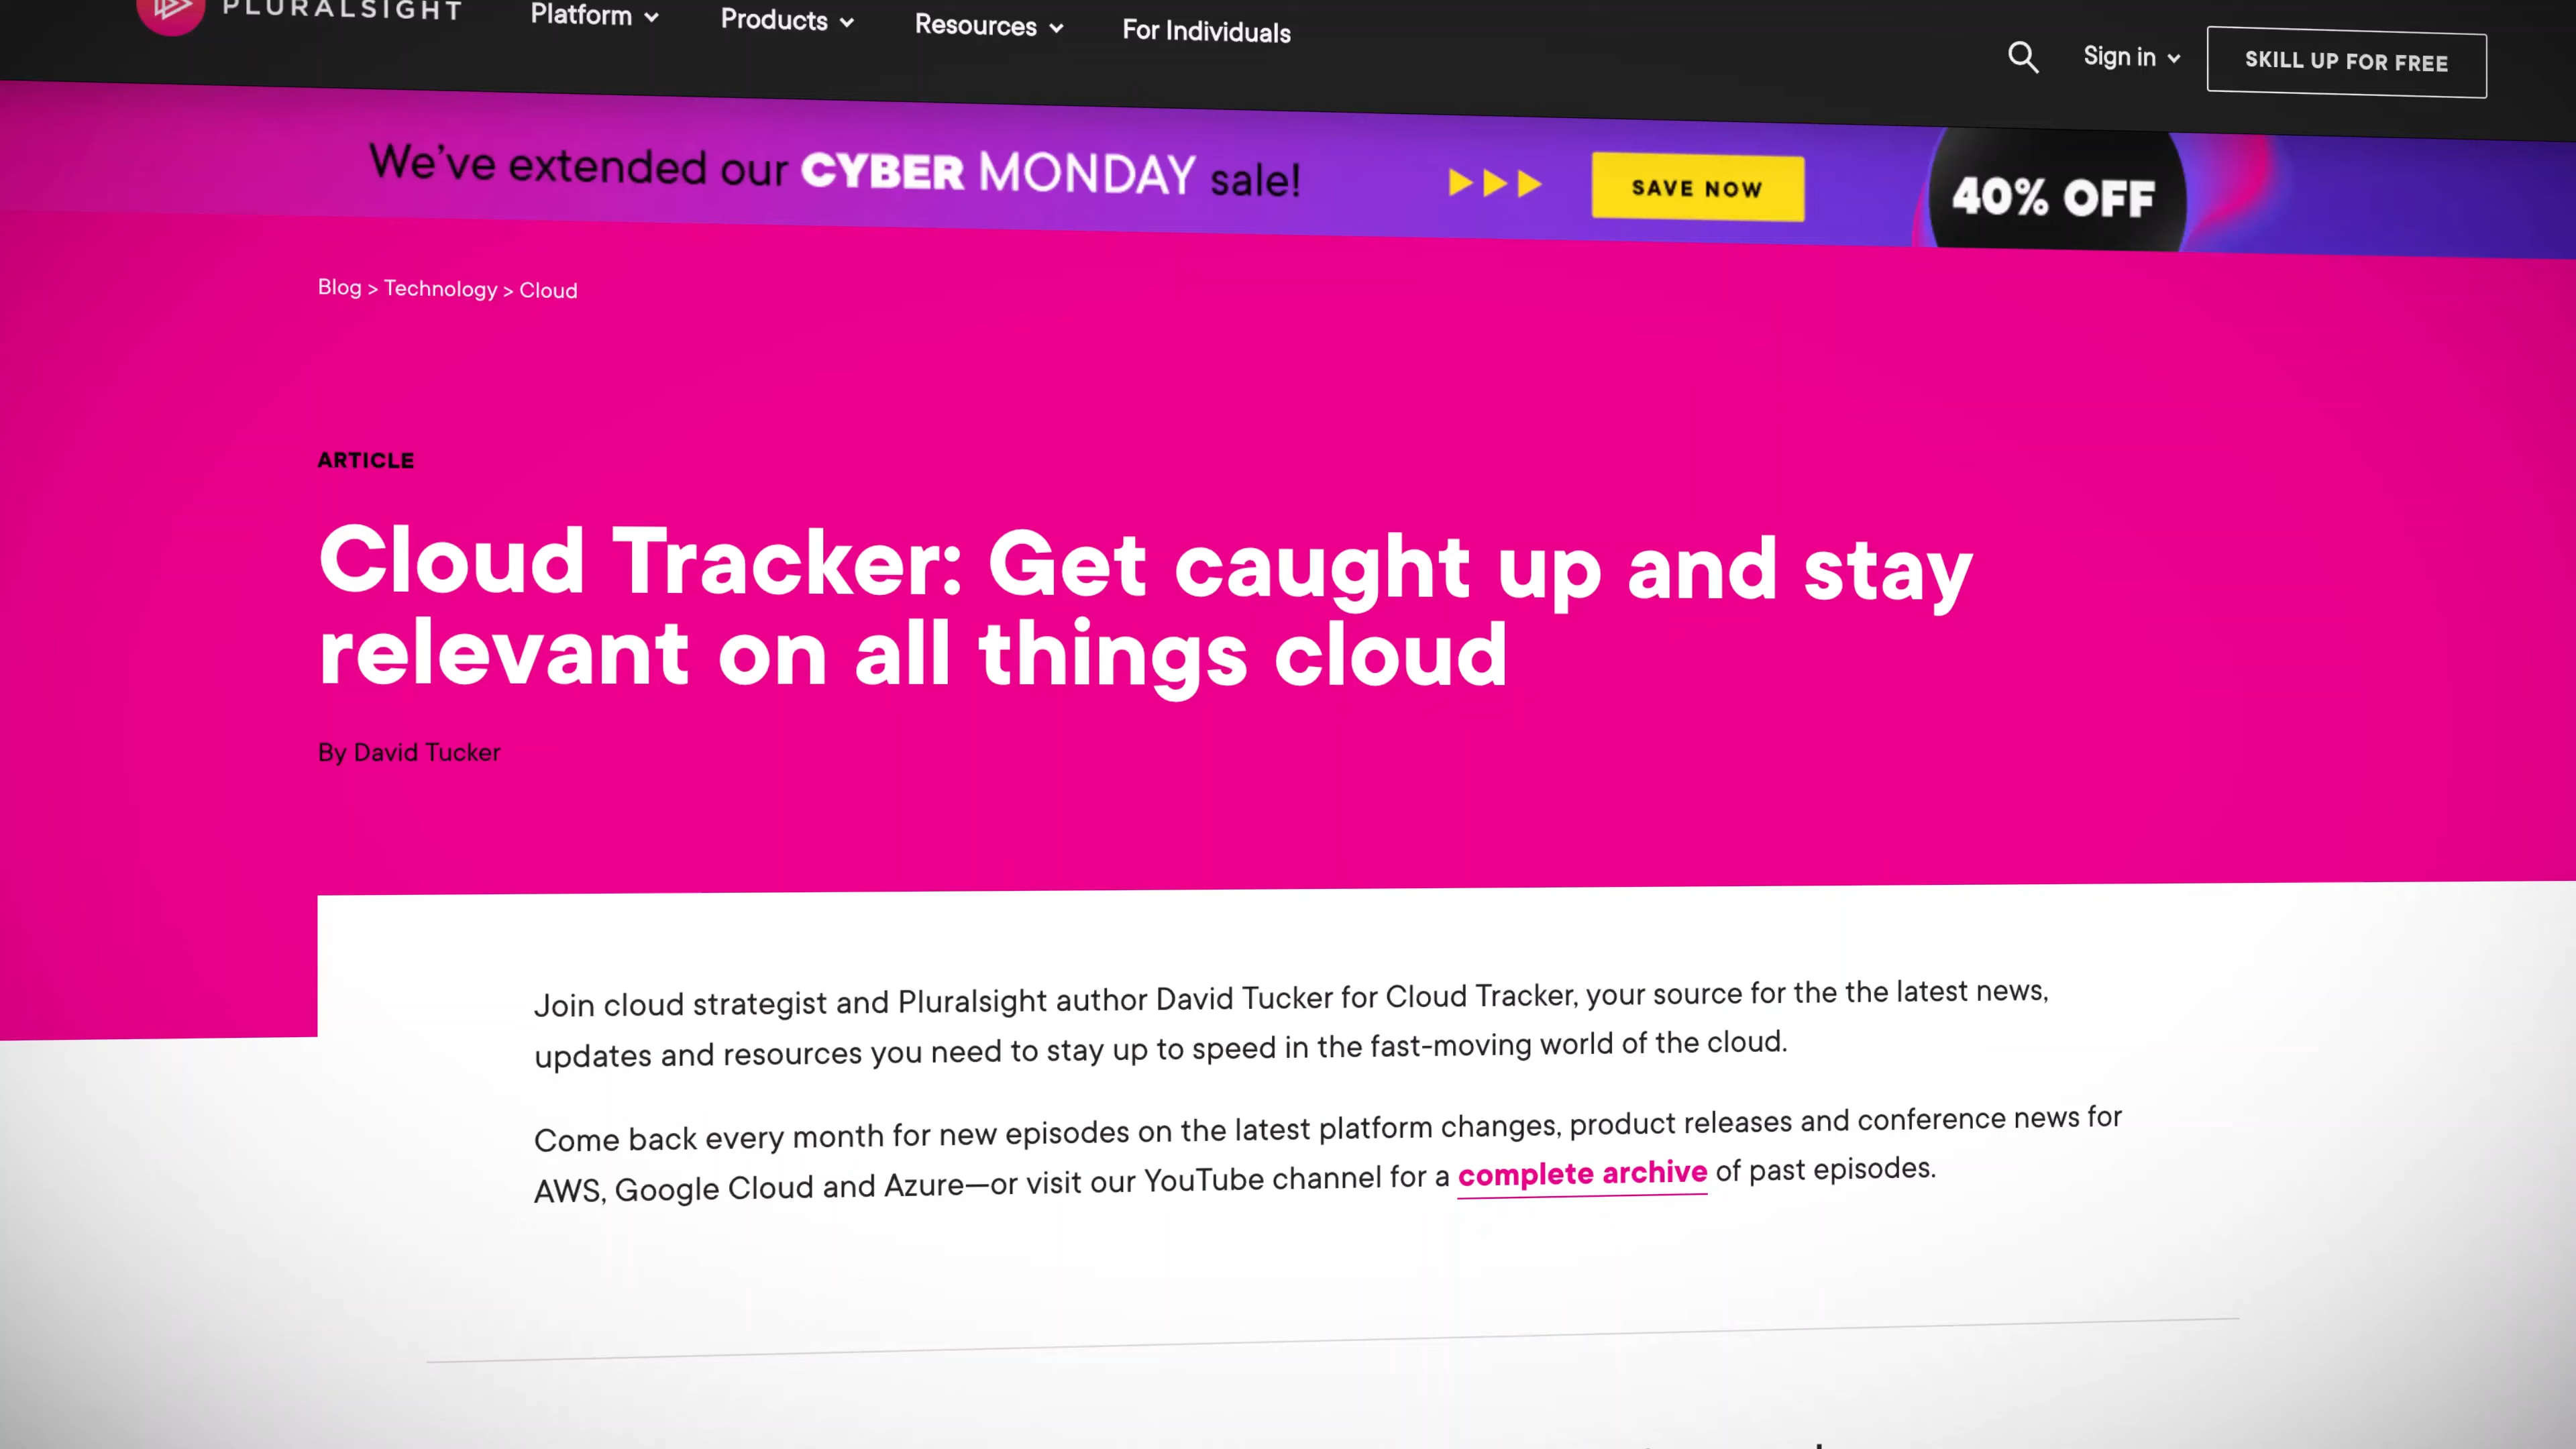 PLURALSIGHT
Platform
Products
Resources
For Individuals
Sign in
SKILL UP FOR FREE
We've extended our CYBER MONDAY sale!
SAVE NOW
40% OFF
Blog > Technology > Cloud
ARTICLE
Cloud Tracker: Get caught up and stay
relevant on all things cloud
By David Tucker
Join cloud strategist and Pluralsight author David Tucker for Cloud Tracker, your source for the the latest news,
updates and resources you need to stay up to speed in the fast-moving world of the cloud.
Come back every month for new episodes on the latest platform changes, product releases and conference news for
AWS, Google Cloud and Azure—or visit our YouTube channel for a complete archive of past episodes.